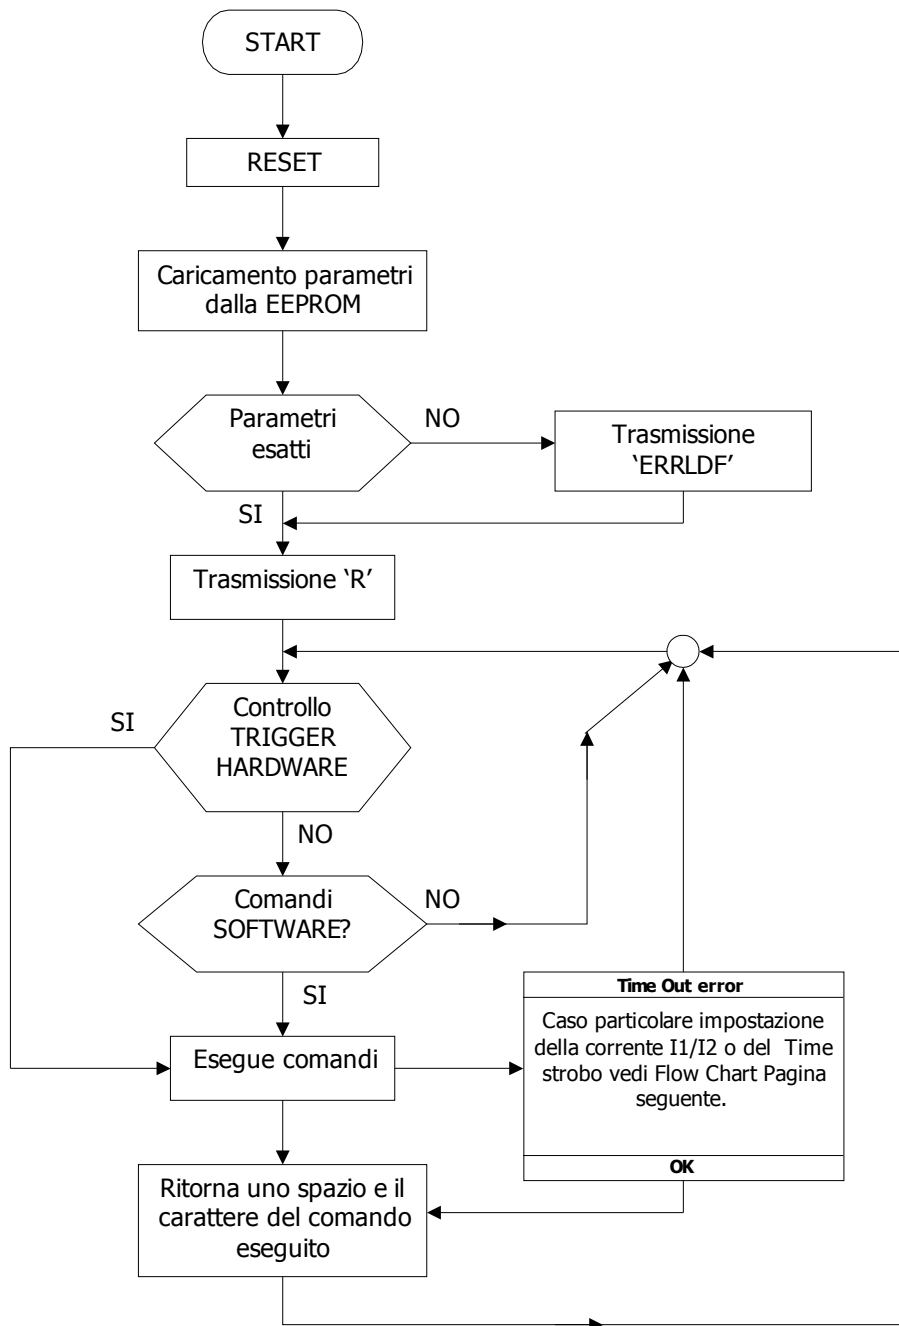 START
RESET
Caricamento parametri
dalla EEPROM
Parametri
esatti
NO
Trasmissione
‘ERRLDF’
SI
Trasmissione ‘R’
Controllo
TRIGGER
HARDWARE
SI
NO
Comandi
SOFTWARE?
NO
SI
Time Out error
Caso particolare impostazione
della corrente I1/I2 o del Time
strobo vedi Flow Chart Pagina
seguente.
OK
Esegue comandi
Ritorna uno spazio e il
carattere del comando
eseguito